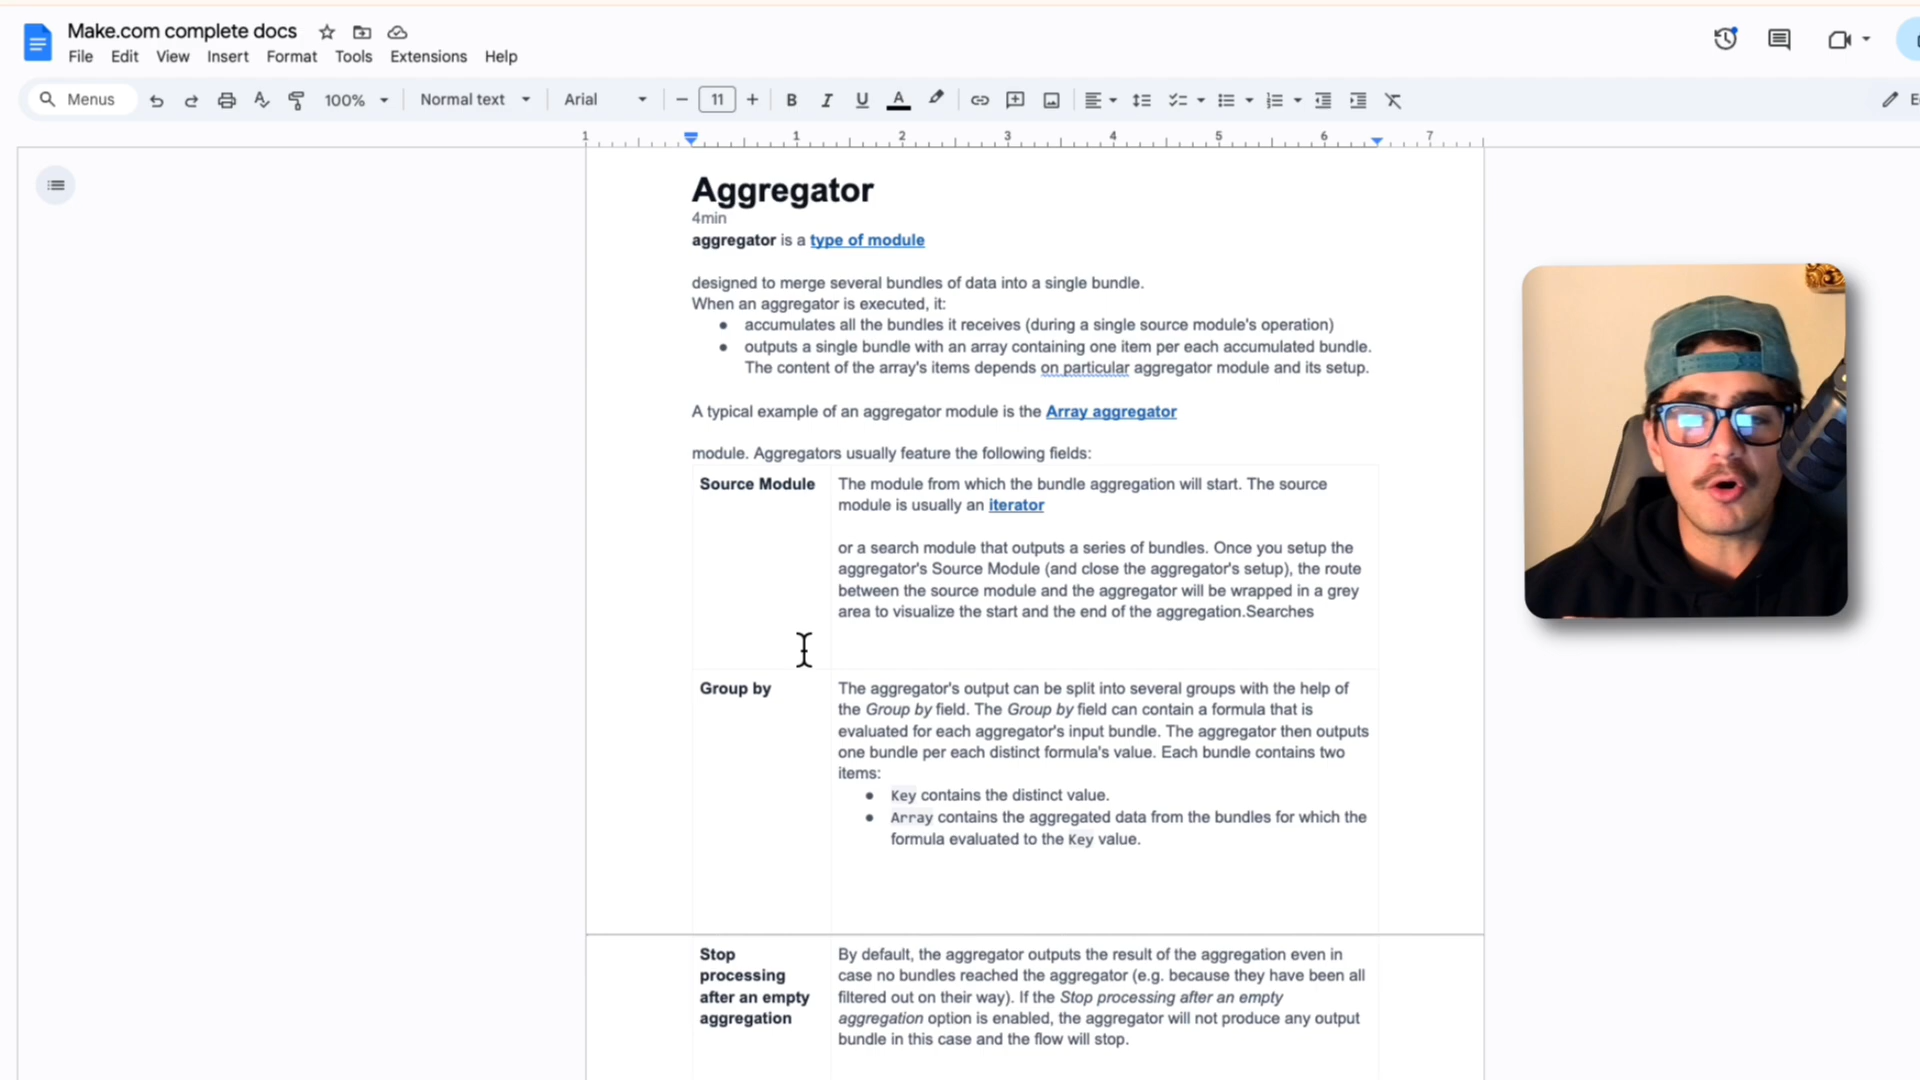 Make.com complete docs
File Edit View Insert Format Tools Extensions Help
Menus 100% Normal text Arial 11 B I U A
1 1 2 3 4 5 6 7
Aggregator
4min
aggregator is a type of module
designed to merge several bundles of data into a single bundle.
When an aggregator is executed, it:
● accumulates all the bundles it receives (during a single source module's operation)
● outputs a single bundle with an array containing one item per each accumulated bundle.
The content of the array's items depends on particular aggregator module and its setup.
A typical example of an aggregator module is the Array aggregator
module. Aggregators usually feature the following fields:
Source Module
The module from which the bundle aggregation will start. The source
module is usually an iterator
or a search module that outputs a series of bundles. Once you setup the
aggregator's Source Module (and close the aggregator's setup), the route
between the source module and the aggregator will be wrapped in a grey
area to visualize the start and the end of the aggregation.Searches
Group by
The aggregator's output can be split into several groups with the help of
the Group by field. The Group by field can contain a formula that is
evaluated for each aggregator's input bundle. The aggregator then outputs
one bundle per each distinct formula's value. Each bundle contains two
items:
● Key contains the distinct value.
● Array contains the aggregated data from the bundles for which the
formula evaluated to the Key value.
Stop
processing
after an empty
aggregation
By default, the aggregator outputs the result of the aggregation even in
case no bundles reached the aggregator (e.g. because they have been all
filtered out on their way). If the Stop processing after an empty
aggregation option is enabled, the aggregator will not produce any output
bundle in this case and the flow will stop.